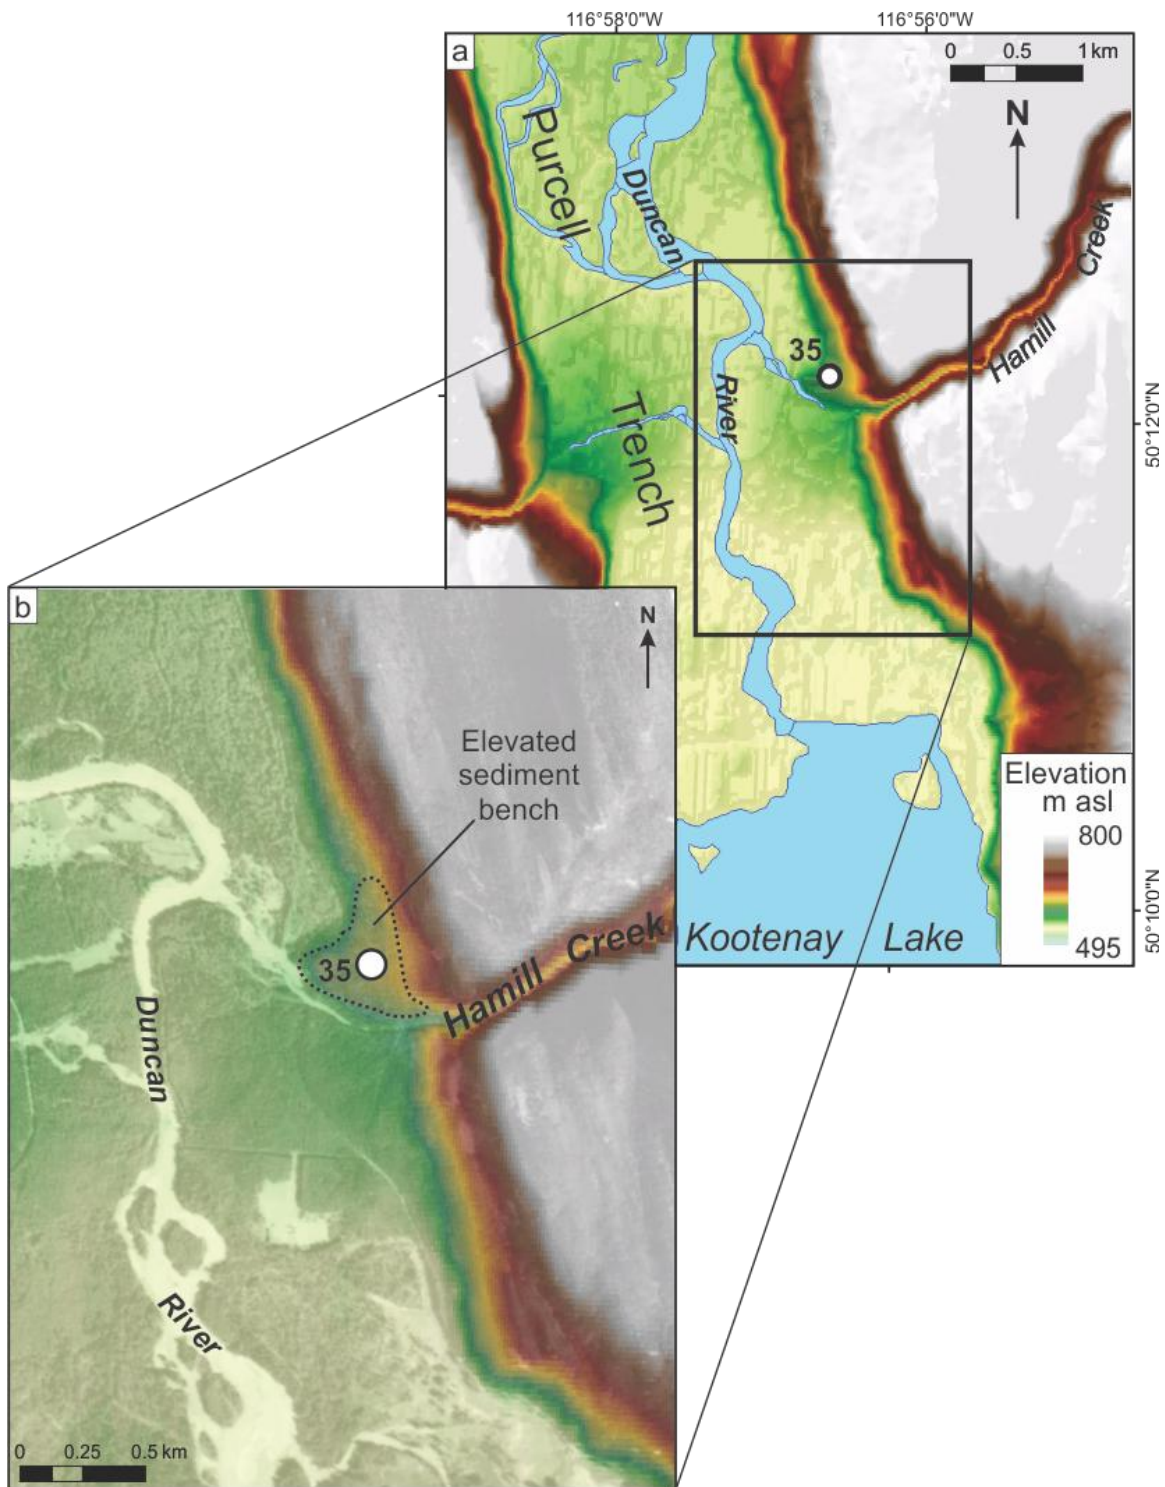 116°58'0"W
116°56'0"W
a
0 0.5 1 km
N
Purcell
Duncan
Creek
Hamill
35
River
Trench
50°12'0"N
b
N
Elevated
sediment
bench
Elevation
m asl
800
495
50°10'0"N
Kootenay Lake
35
Hamill Creek
Duncan
River
0 0.25 0.5 km